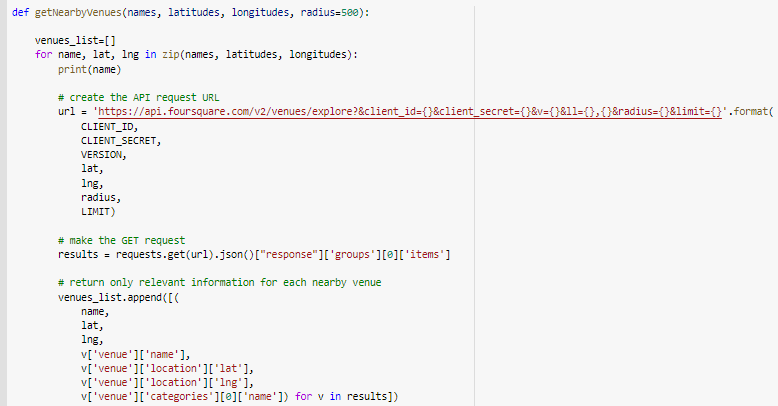 def getNearbyVenues(names, latitudes, longitudes, radius=500):
venues_list=[]
for name, lat, lng in zip(names, latitudes, longitudes):
print(name)
# create the API request URL
url = 'https://api.foursquare.com/v2/venues/explore?&client_id={}&client_secret={}&v={}&ll={},{}&radius={}&limit={}'.format(
CLIENT_ID,
CLIENT_SECRET,
VERSION,
lat,
lng,
radius,
LIMIT)
# make the GET request
results = requests.get(url).json()["response"]['groups'][0]['items']
# return only relevant information for each nearby venue
venues_list.append([(
name,
lat,
lng,
v['venue']['name'],
v['venue']['location']['lat'],
v['venue']['location']['lng'],
v['venue']['categories'][0]['name']) for v in results])